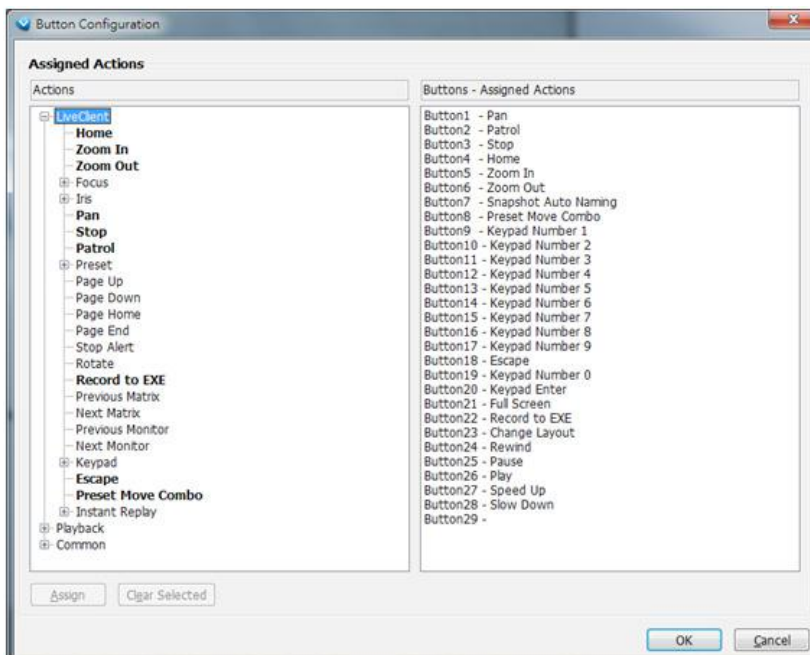 Button Configuration
Assigned Actions
Actions
LiveClient
Home
Zoom In
Zoom Out
Focus
Iris
Pan
Stop
Patrol
Preset
Page Up
Page Down
Page Home
Page End
Stop Alert
Rotate
Record to EXE
Previous Matrix
Next Matrix
Previous Monitor
Next Monitor
Keypad
Escape
Preset Move Combo
Instant Replay
Playback
Common
Buttons - Assigned Actions
Button1 - Pan
Button2 - Patrol
Button3 - Stop
Button4 - Home
Button5 - Zoom In
Button6 - Zoom Out
Button7 - Snapshot Auto Naming
Button8 - Preset Move Combo
Button9 - Keypad Number 1
Button10 - Keypad Number 2
Button11 - Keypad Number 3
Button12 - Keypad Number 4
Button13 - Keypad Number 5
Button14 - Keypad Number 6
Button15 - Keypad Number 7
Button16 - Keypad Number 8
Button17 - Keypad Number 9
Button18 - Escape
Button19 - Keypad Number 0
Button20 - Keypad Enter
Button21 - Full Screen
Button22 - Record to EXE
Button23 - Change Layout
Button24 - Rewind
Button25 - Pause
Button26 - Play
Button27 - Speed Up
Button28 - Slow Down
Button29 -
Assign
Clear Selected
OK
Cancel